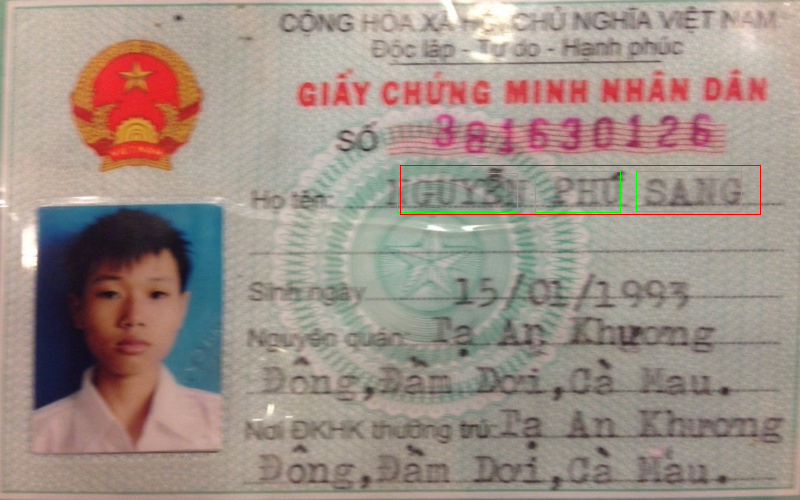 CỘNG HÒA XÃ HỘI CHỦ NGHĨA VIỆT NAM
Độc lập - Tự do - Hạnh phúc
GIẤY CHỨNG MINH NHÂN DÂN
SỐ 381630126
Họ tên: NGUYỄN PHÚ SANG
Sinh ngày 15/01/1993
Nguyên quán: Tạ An Khương
Đông, Đầm Dơi, Cà Mau.
Nơi ĐKHK thường trú: Tạ An Khương
Đông, Đầm Dơi, Cà Mau.